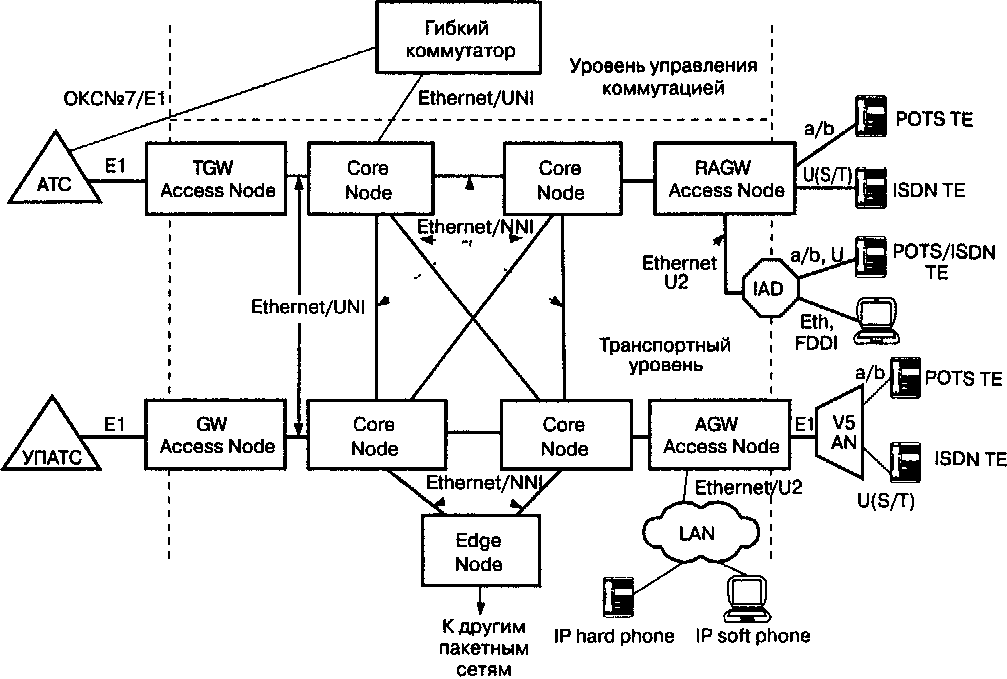 Гибкий
коммутатор
Уровень управления
коммутацией
ОКС№7/E1
Ethernet/UNI
POTS TE
a/b
АТС
E1
TGW
Access Node
Core
Node
Core
Node
RAGW
Access Node
U(S/T)
ISDN TE
Ethernet/NNI
Ethernet
U2
a/b, U
POTS/ISDN
TE
IAD
Ethernet/UNI
Eth,
FDDI
Транспортный
уровень
a/b
POTS TE
УПАТС
E1
GW
Access Node
Core
Node
Core
Node
AGW
Access Node
E1
V5
AN
ISDN TE
U(S/T)
Ethernet/NNI
Ethernet/U2
LAN
Edge
Node
К другим
пакетным
сетям
IP hard phone
IP soft phone